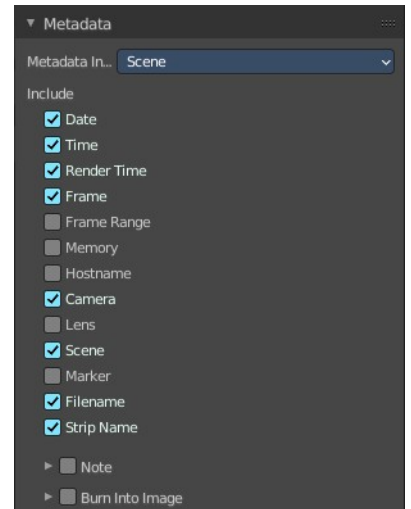 Metadata
Metadata In... Scene
Include
Date
Time
Render Time
Frame
Frame Range
Memory
Hostname
Camera
Lens
Scene
Marker
Filename
Strip Name
Note
Burn Into Image